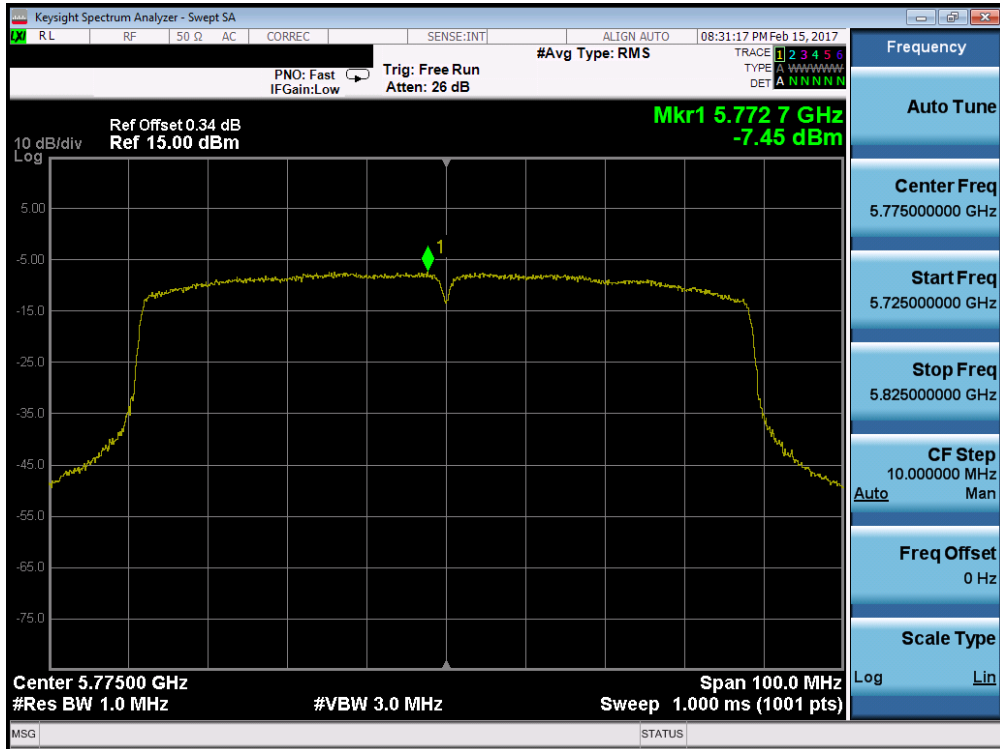 Keysight Spectrum Analyzer - Swept SA
LXI RL RF 50 Ω AC CORREC SENSE:INT ALIGN AUTO 08:31:17 PM Feb 15, 2017
#Avg Type: RMS TRACE 1 2 3 4 5 6
PNO: Fast Trig: Free Run TYPE A WWWWW
IFGain:Low Atten: 26 dB DET A N N N N N
Frequency
Auto Tune
Mkr1 5.772 7 GHz
-7.45 dBm
Ref Offset 0.34 dB
10 dB/div Ref 15.00 dBm
Log
5.00
-5.00
-15.0
-25.0
-35.0
-45.0
-55.0
-65.0
-75.0
1
Center Freq
5.775000000 GHz
Start Freq
5.725000000 GHz
Stop Freq
5.825000000 GHz
CF Step
10.000000 MHz
Auto Man
Freq Offset
0 Hz
Scale Type
Log Lin
Center 5.77500 GHz Span 100.0 MHz
#Res BW 1.0 MHz #VBW 3.0 MHz Sweep 1.000 ms (1001 pts)
MSG STATUS